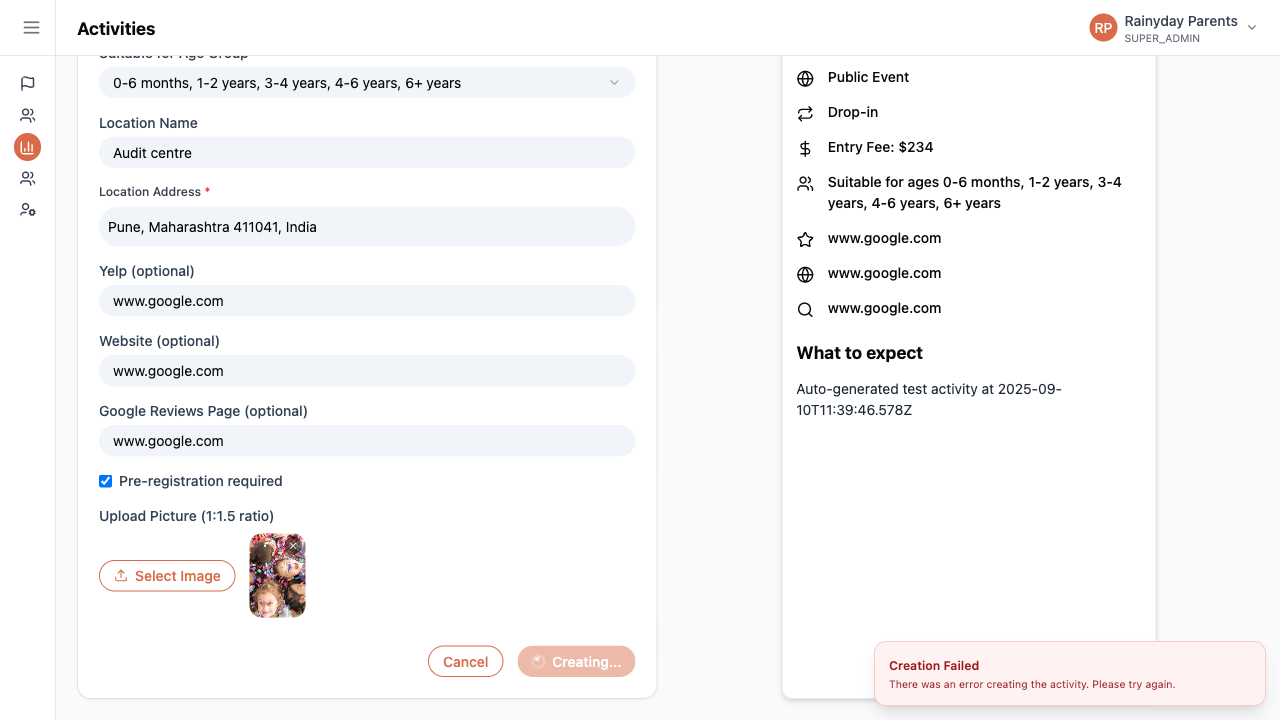 Activities
RP
Rainyday Parents
SUPER_ADMIN
0-6 months, 1-2 years, 3-4 years, 4-6 years, 6+ years
Location Name
Audit centre
Location Address *
Pune, Maharashtra 411041, India
Yelp (optional)
www.google.com
Website (optional)
www.google.com
Google Reviews Page (optional)
www.google.com
Pre-registration required
Upload Picture (1:1.5 ratio)
Select Image
Cancel
Creating...
Public Event
Drop-in
Entry Fee: $234
Suitable for ages 0-6 months, 1-2 years, 3-4
years, 4-6 years, 6+ years
www.google.com
www.google.com
www.google.com
What to expect
Auto-generated test activity at 2025-09-
10T11:39:46.578Z
Creation Failed
There was an error creating the activity. Please try again.